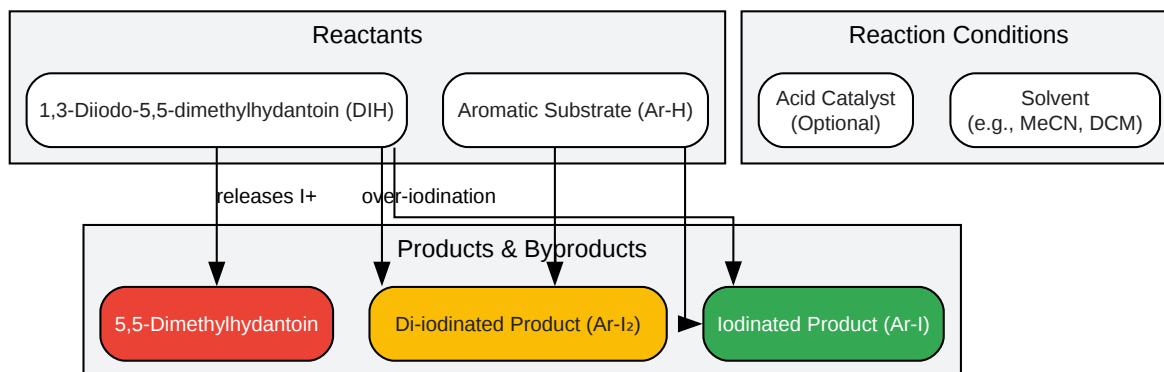 Reactants
1,3-Diiodo-5,5-dimethylhydantoin (DIH)
Aromatic Substrate (Ar-H)
Reaction Conditions
Acid Catalyst
(Optional)
Solvent
(e.g., MeCN, DCM)
releases I+
over-iodination
Products & Byproducts
5,5-Dimethylhydantoin
Di-iodinated Product (Ar-I₂)
Iodinated Product (Ar-I)